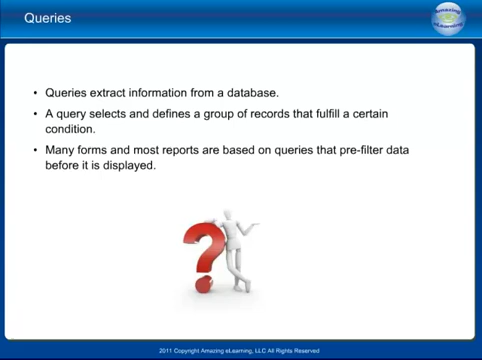 Queries
Amazing
eLearning
• Queries extract information from a database.
• A query selects and defines a group of records that fulfill a certain
condition.
• Many forms and most reports are based on queries that pre-filter data
before it is displayed.
?
2011 Copyright Amazing eLearning, LLC All Rights Reserved